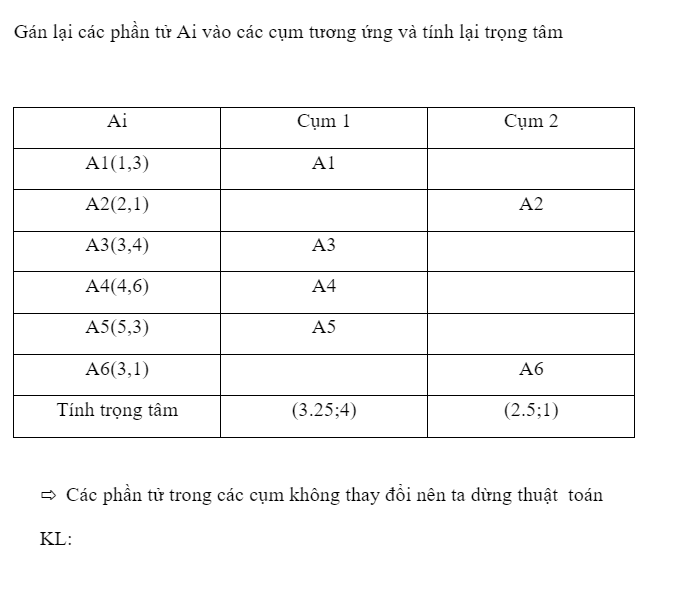 Gán lại các phần tử Ai vào các cụm tương ứng và tính lại trọng tâm
Ai Cụm 1 Cụm 2
A1(1,3) A1
A2(2,1) A2
A3(3,4) A3
A4(4,6) A4
A5(5,3) A5
A6(3,1) A6
Tính trọng tâm (3.25;4) (2.5;1)
⇨ Các phần tử trong các cụm không thay đổi nên ta dừng thuật toán
KL: